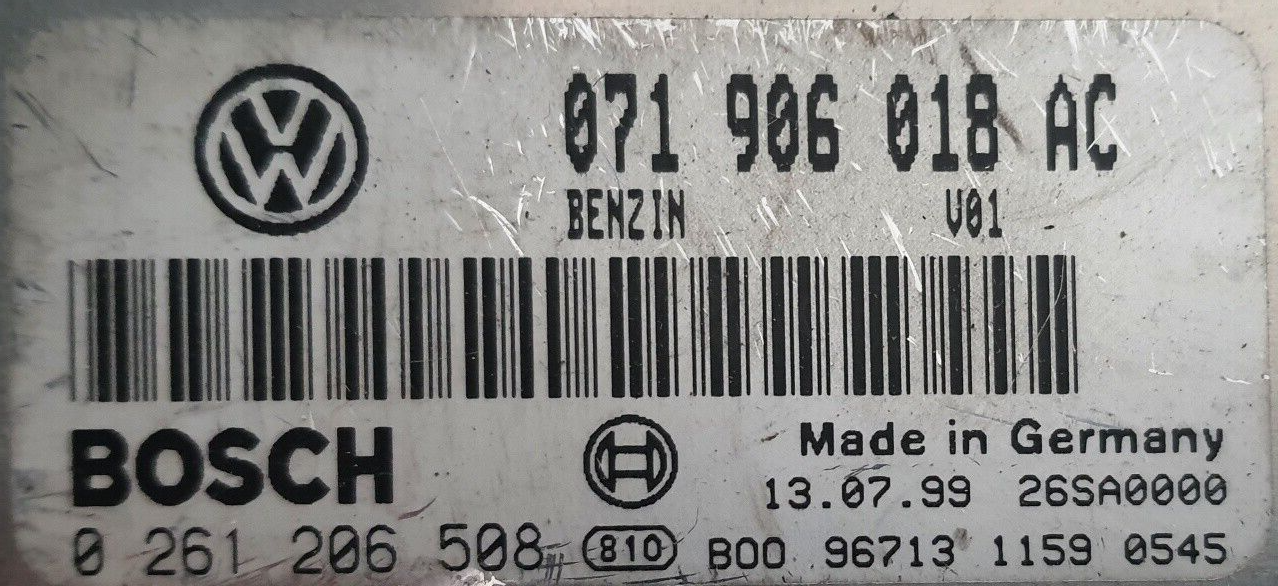 071 906 018 AC
BENZIN V01
BOSCH
Made in Germany
13.07.99 26SA0000
0 261 206 508 810 B00 96713 1159 0545